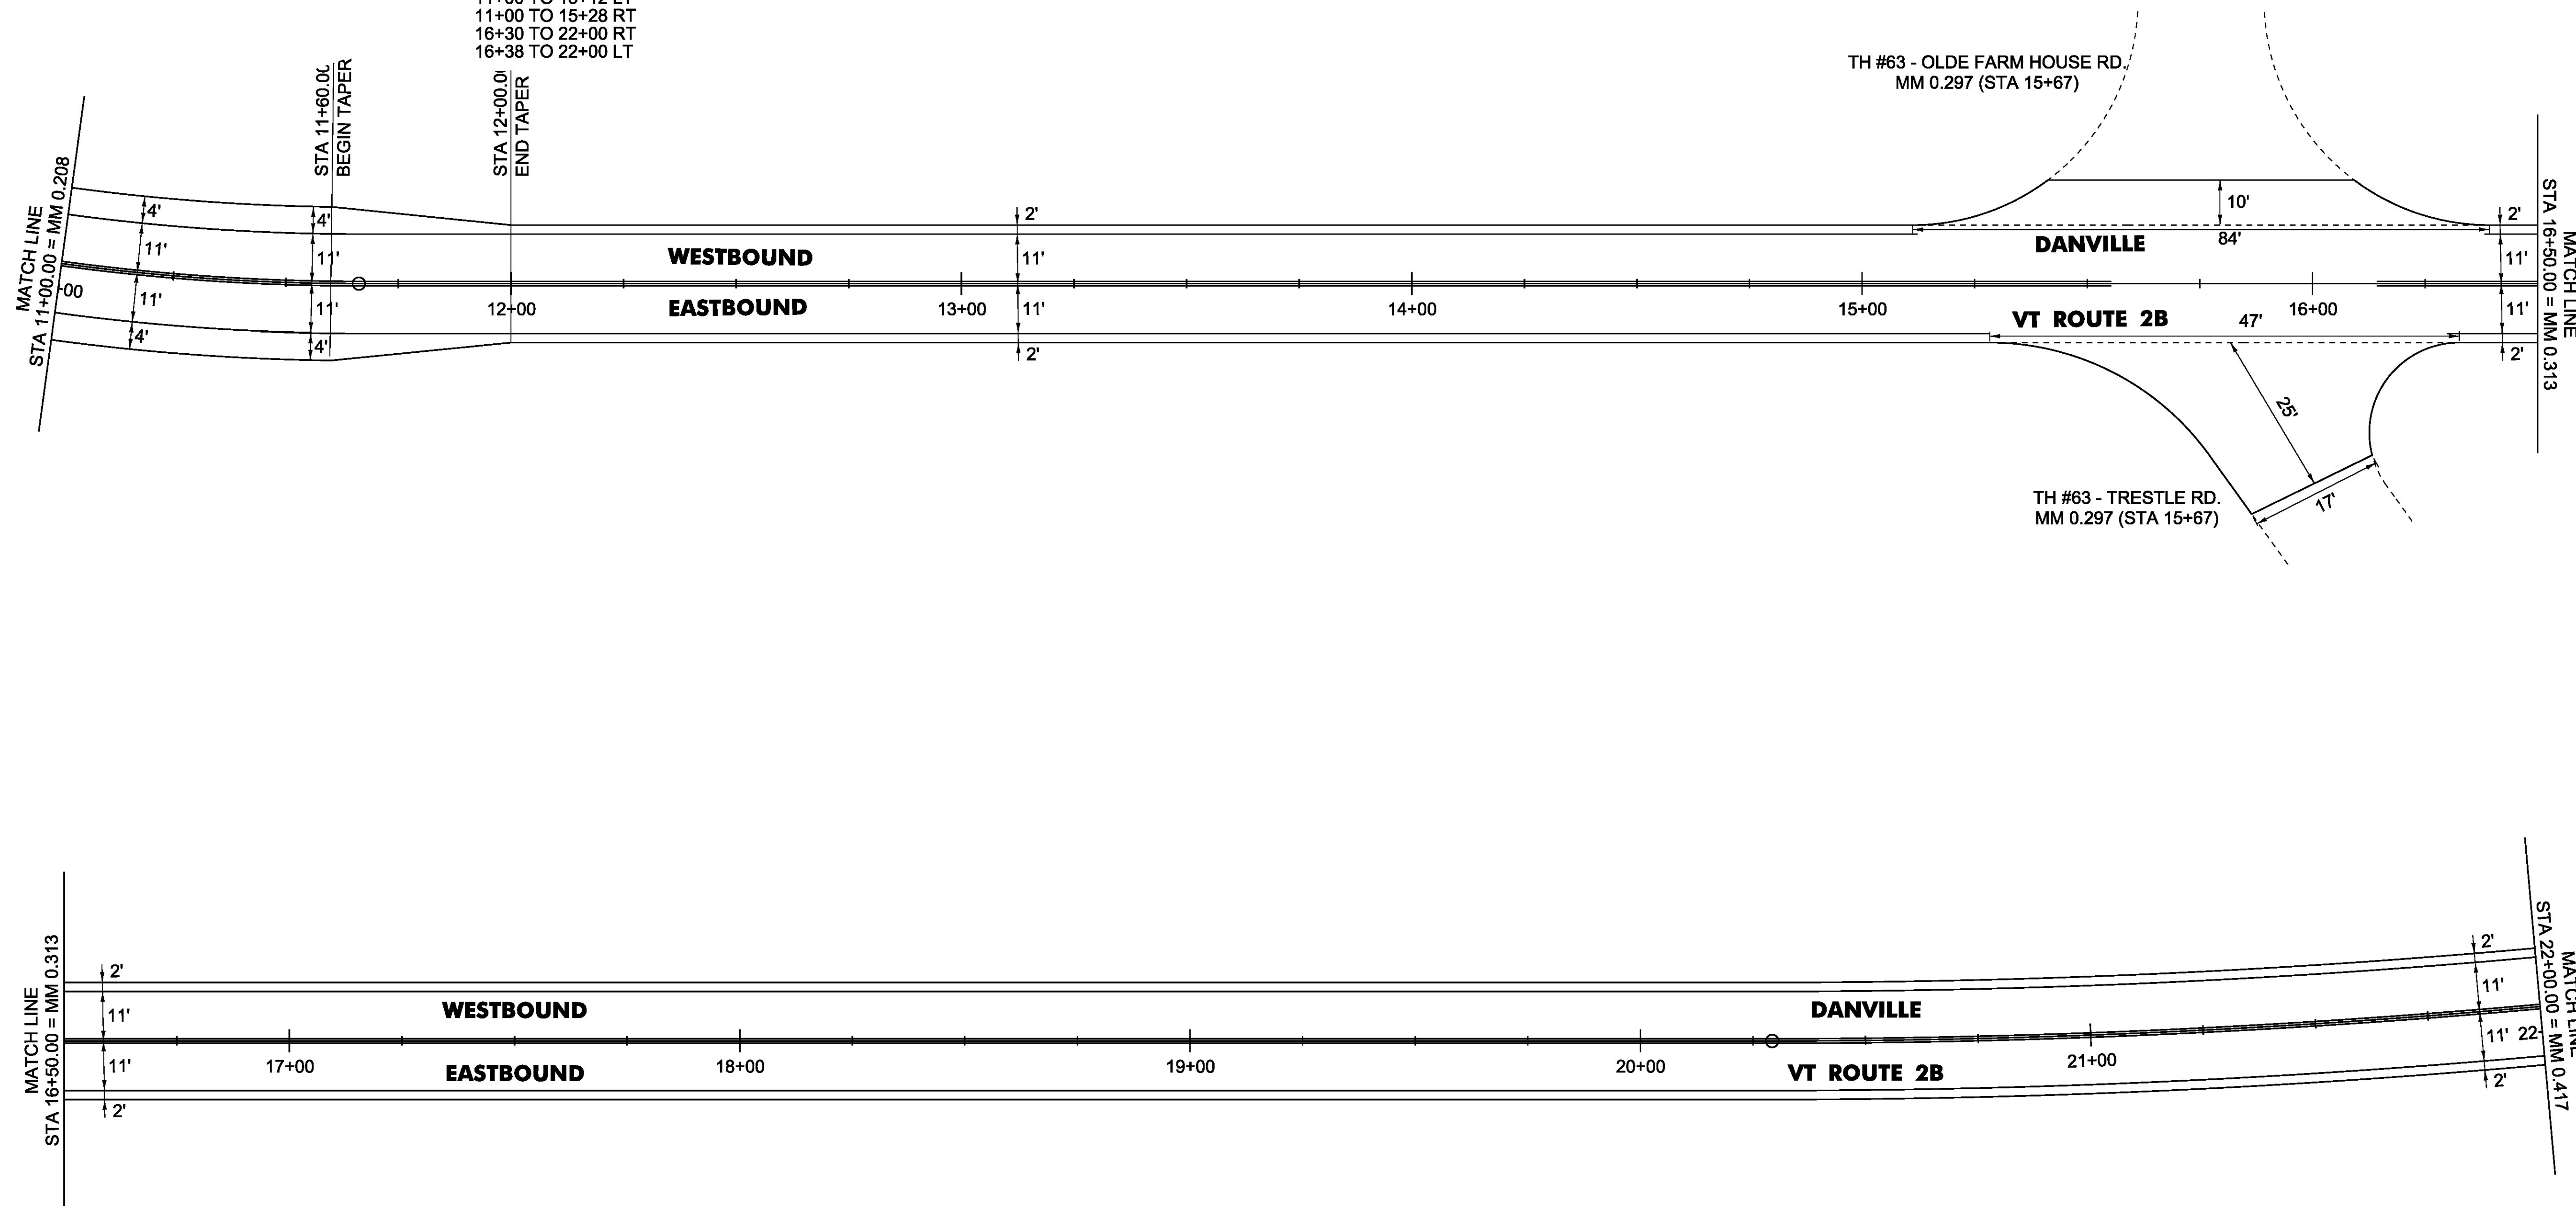 11+00 TO 15+28 RT
16+30 TO 22+00 RT
16+38 TO 22+00 LT
STA 11+60.00
BEGIN TAPER
STA 12+00.0
END TAPER
TH #63 - OLDE FARM HOUSE RD.
MM 0.297 (STA 15+67)
MATCH LINE
STA 11+00.00 = MM 0.208
4'
11'
11'
4'
+00
4'
11'
11'
4'
2'
11'
11'
2'
WESTBOUND
EASTBOUND
12+00
13+00
14+00
15+00
16+00
10'
84'
DANVILLE
VT ROUTE 2B
47'
25'
17'
2'
11'
11'
2'
STA 16+50.00 = MM 0.313
MATCH LINE
TH #63 - TRESTLE RD.
MM 0.297 (STA 15+67)
MATCH LINE
STA 16+50.00 = MM 0.313
2'
11'
11'
2'
WESTBOUND
EASTBOUND
17+00
18+00
19+00
20+00
21+00
DANVILLE
VT ROUTE 2B
2'
11'
11'
2'
22
STA 22+00.00 = MM 0.417
MATCH LINE